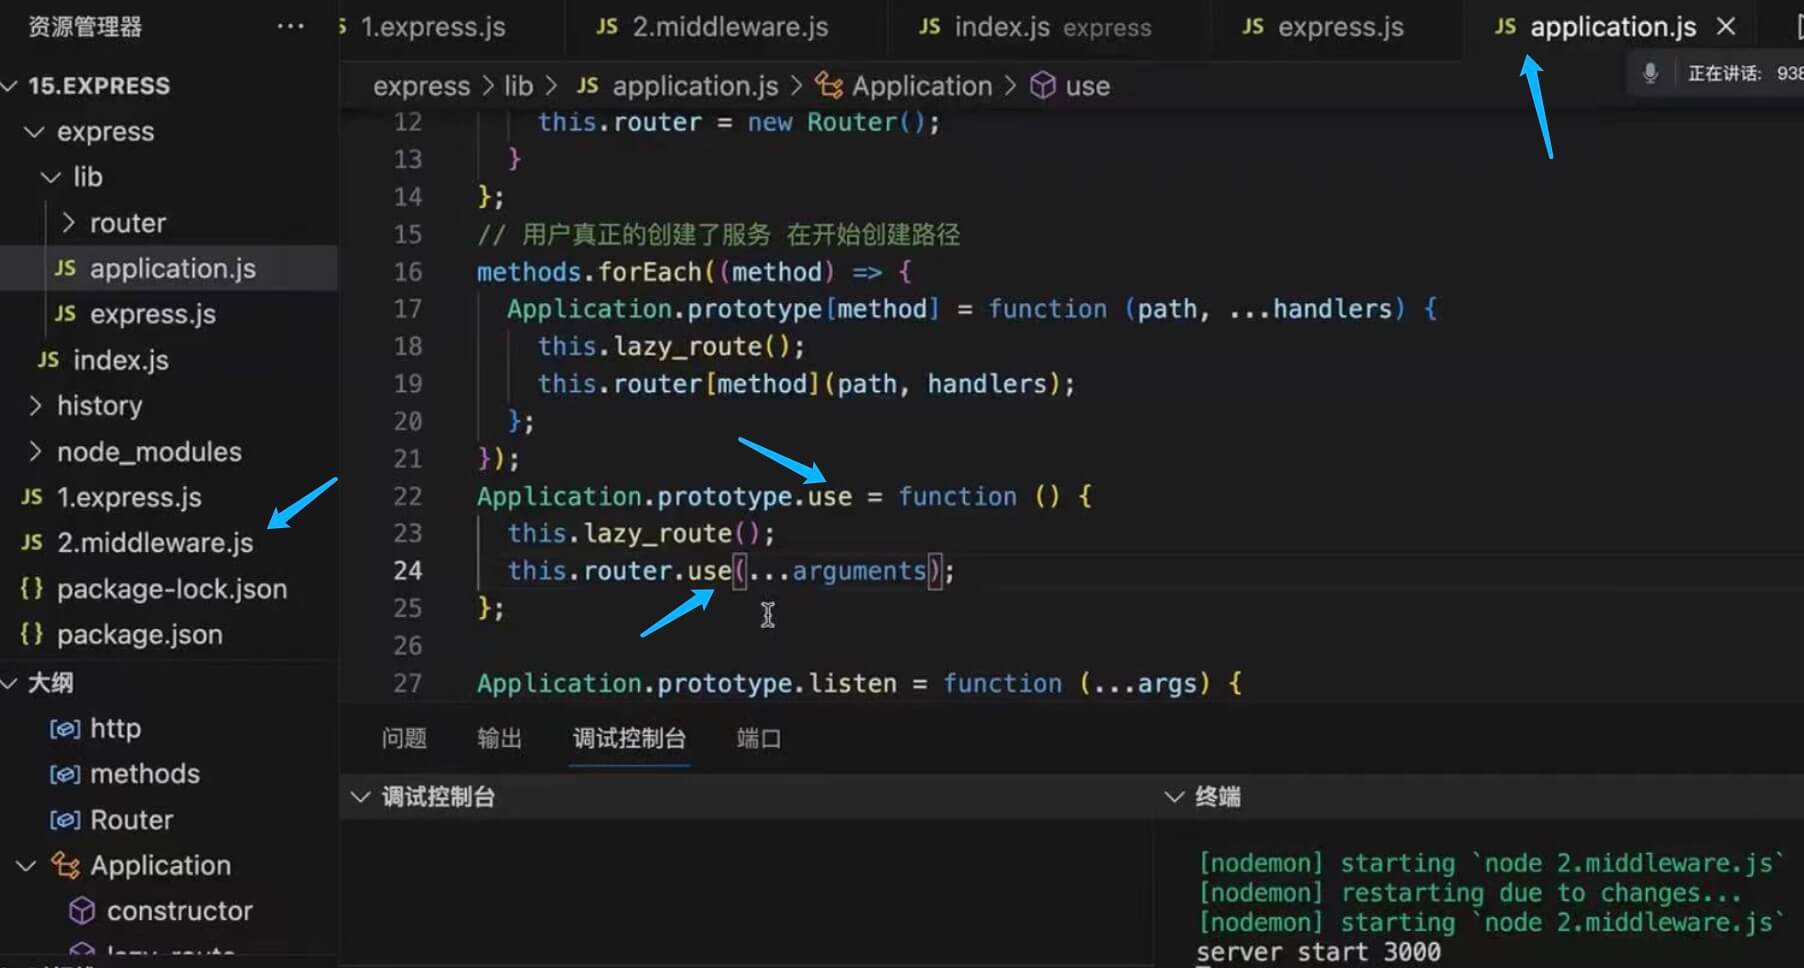 资源管理器 ···
15.EXPRESS
express
lib
router
JS application.js
JS express.js
JS index.js
history
node_modules
JS 1.express.js
JS 2.middleware.js
{} package-lock.json
{} package.json
大纲
http
methods
Router
Application
constructor
1.express.js
JS 2.middleware.js
JS index.js express
JS express.js
JS application.js
正在讲话: 938
express > lib > JS application.js > Application > use
12 this.router = new Router();
13 }
14 };
15 // 用户真正的创建了服务 在开始创建路径
16 methods.forEach((method) => {
17 Application.prototype[method] = function (path, ...handlers) {
18 this.lazy_route();
19 this.router[method](path, handlers);
20 };
21 });
22 Application.prototype.use = function () {
23 this.lazy_route();
24 this.router.use(...arguments);
25 };
26
27 Application.prototype.listen = function (...args) {
问题 输出 调试控制台 端口
调试控制台
终端
[nodemon] starting `node 2.middleware.js`
[nodemon] restarting due to changes...
[nodemon] starting `node 2.middleware.js`
server start 3000